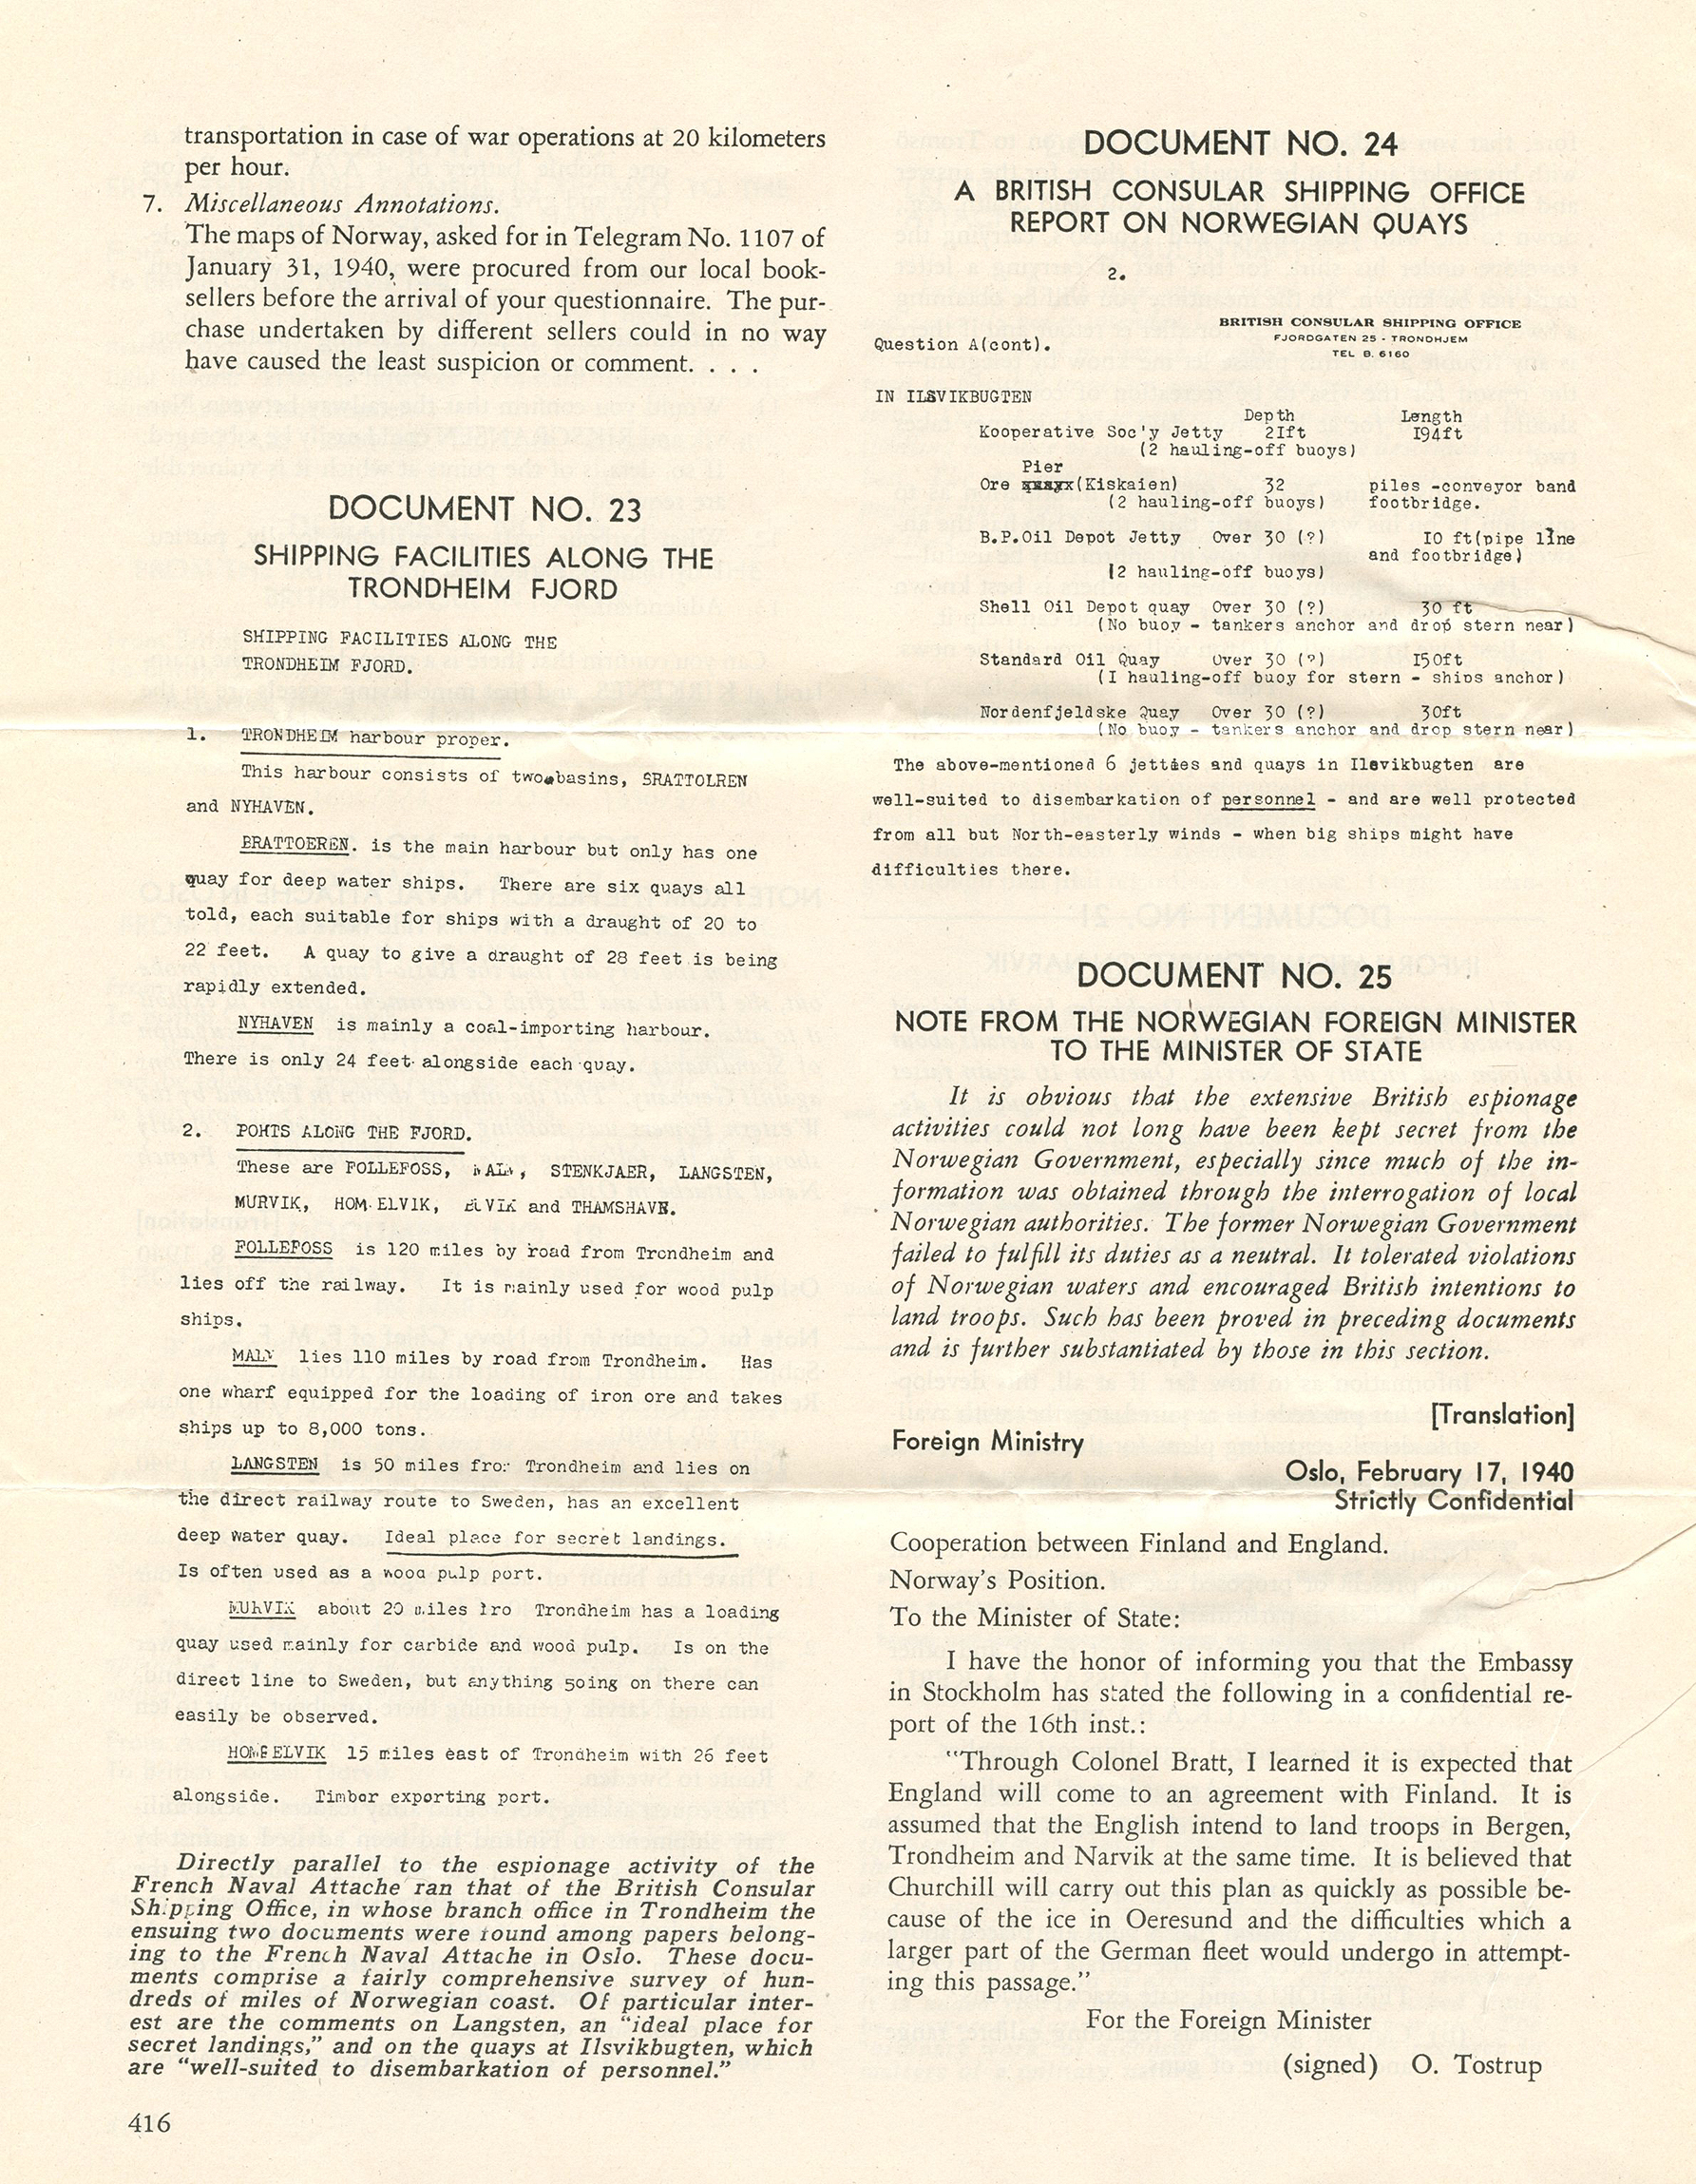 transportation in case of war operations at 20 kilometers
per hour.
7. Miscellaneous Annotations.
The maps of Norway, asked for in Telegram No. 1107 of
January 31, 1940, were procured from our local book-
sellers before the arrival of your questionnaire. The pur-
chase undertaken by different sellers could in no way
have caused the least suspicion or comment. . . .
DOCUMENT NO. 23
SHIPPING FACILITIES ALONG THE
TRONDHEIM FJORD
SHIPPING FACILITIES ALONG THE
TRONDHEIM FJORD.
1. TRONDHEIM harbour proper.
This harbour consists of two basins, SRATTOLREN
and NYHAVEN.
BRATTOEREN. is the main harbour but only has one
quay for deep water ships. There are six quays all
told, each suitable for ships with a draught of 20 to
22 feet. A quay to give a draught of 28 feet is being
rapidly extended.
NYHAVEN is mainly a coal-importing harbour.
There is only 24 feet alongside each quay.
2. PORTS ALONG THE FJORD.
These are FOLLEFOSS, STENKJAER, LANGSTEN,
MURVIK, HOMMELVIK, and THAMSHAVN.
FOLLEFOSS is 120 miles by road from Trondheim and
lies off the railway. It is mainly used for wood pulp
ships.
MALM lies 110 miles by road from Trondheim. Has
one wharf equipped for the loading of iron ore and takes
ships up to 8,000 tons.
LANGSTEN is 50 miles from Trondheim and lies on
the direct railway route to Sweden, has an excellent
deep water quay. Ideal place for secret landings.
Is often used as a wood pulp port.
MURVIK about 20 miles fro Trondheim has a loading
quay used mainly for carbide and wood pulp. Is on the
direct line to Sweden, but anything going on there can
easily be observed.
HOMMELVIK 15 miles east of Trondheim with 26 feet
alongside. Timber exporting port.
Directly parallel to the espionage activity of the
French Naval Attache ran that of the British Consular
Shipping Office, in whose branch office in Trondheim the
ensuing two documents were found among papers belong-
ing to the French Naval Attache in Oslo. These docu-
ments comprise a fairly comprehensive survey of hun-
dreds of miles of Norwegian coast. Of particular inter-
est are the comments on Langsten, an "ideal place for
secret landings," and on the quays at Ilsvikbugten, which
are "well-suited to disembarkation of personnel."
416
DOCUMENT NO. 24
A BRITISH CONSULAR SHIPPING OFFICE
REPORT ON NORWEGIAN QUAYS
2.
BRITISH CONSULAR SHIPPING OFFICE
FJORDGATEN 25 - TRONDHJEM
TEL B. 6160
Question A(cont).
IN ILSVIKBUGTEN
Depth Length
Kooperative Soc'y Jetty 21ft 194ft
(2 hauling-off buoys)
Pier
Ore (Kiskaien) 32 piles -conveyor band
(2 hauling-off buoys) footbridge.
B.P.Oil Depot Jetty Over 30 (?) 10 ft(pipe line
and footbridge)
(2 hauling-off buoys)
Shell Oil Depot quay Over 30 (?) 30 ft
(No buoy - tankers anchor and drop stern near)
Standard Oil Quay Over 30 (?) 150ft
(I hauling-off buoy for stern - ships anchor)
Nordenfjeldske Quay Over 30 (?) 30ft
(No buoy - tankers anchor and drop stern near)
The above-mentioned 6 jetties and quays in Ilsvikbugten are
well-suited to disembarkation of personnel - and are well protected
from all but North-easterly winds - when big ships might have
difficulties there.
DOCUMENT NO. 25
NOTE FROM THE NORWEGIAN FOREIGN MINISTER
TO THE MINISTER OF STATE
It is obvious that the extensive British espionage
activities could not long have been kept secret from the
Norwegian Government, especially since much of the in-
formation was obtained through the interrogation of local
Norwegian authorities. The former Norwegian Government
failed to fulfill its duties as a neutral. It tolerated violations
of Norwegian waters and encouraged British intentions to
land troops. Such has been proved in preceding documents
and is further substantiated by those in this section.
[Translation]
Foreign Ministry
Oslo, February 17, 1940
Strictly Confidential
Cooperation between Finland and England.
Norway's Position.
To the Minister of State:
I have the honor of informing you that the Embassy
in Stockholm has stated the following in a confidential re-
port of the 16th inst.:
"Through Colonel Bratt, I learned it is expected that
England will come to an agreement with Finland. It is
assumed that the English intend to land troops in Bergen,
Trondheim and Narvik at the same time. It is believed that
Churchill will carry out this plan as quickly as possible be-
cause of the ice in Oeresund and the difficulties which a
larger part of the German fleet would undergo in attempt-
ing this passage."
For the Foreign Minister
(signed) O. Tostrup